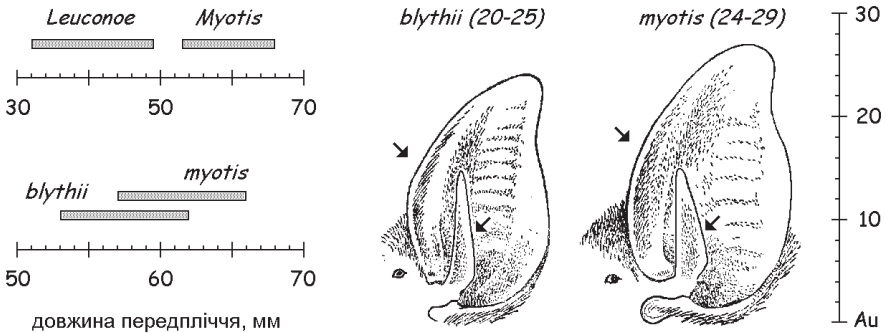 Leuconoe Myotis
30 50 70
blythii myotis
50 60 70
довжина передпліччя, мм
blythii (20-25) myotis (24-29)
30
20
10
Au